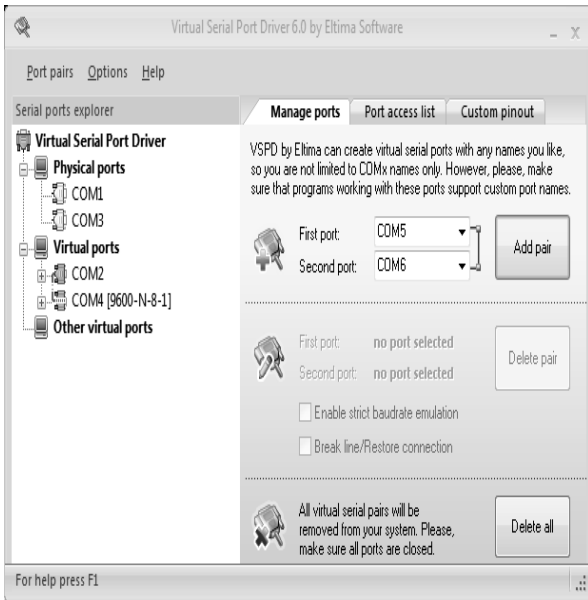 Virtual Serial Port Driver 6.0 by Eltima Software
Port pairs Options Help
Serial ports explorer
Virtual Serial Port Driver
Physical ports
COM1
COM3
Virtual ports
COM2
COM4 [9600-N-8-1]
Other virtual ports
Manage ports Port access list Custom pinout
VSPD by Eltima can create virtual serial ports with any names you like,
so you are not limited to COMx names only. However, please, make
sure that programs working with these ports support custom port names.
First port: COM5
Second port: COM6
Add pair
First port: no port selected
Second port: no port selected
Delete pair
Enable strict baudrate emulation
Break line/Restore connection
All virtual serial pairs will be
removed from your system. Please,
make sure all ports are closed.
Delete all
For help press F1